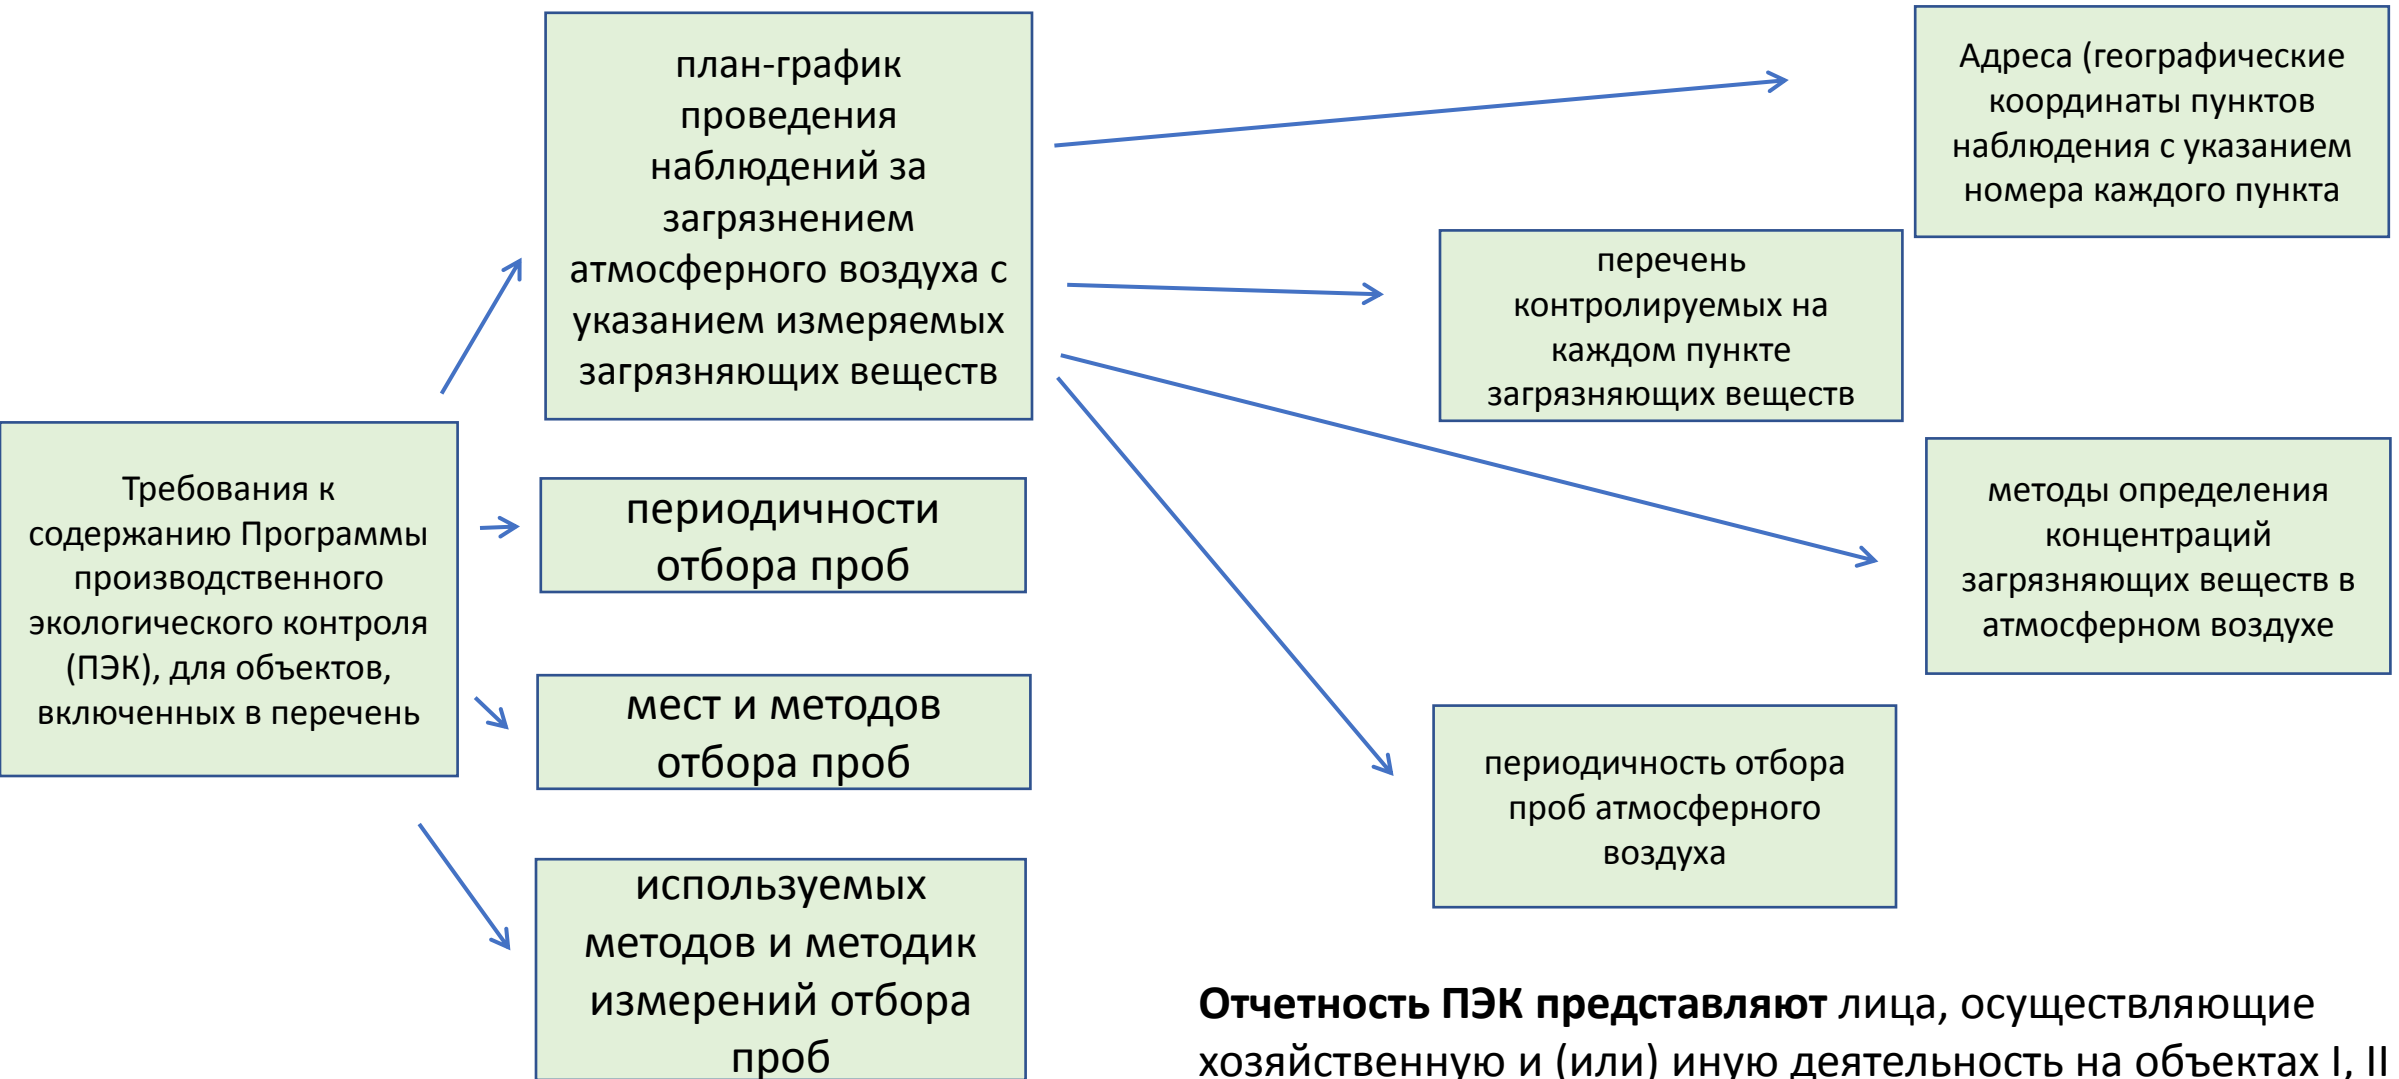 план-график
проведения
наблюдений за
загрязнением
атмосферного воздуха с
указанием измеряемых
загрязняющих веществ
Адреса (географические
координаты пунктов
наблюдения с указанием
номера каждого пункта
перечень
контролируемых на
каждом пункте
загрязняющих веществ
Требования к
содержанию Программы
производственного
экологического контроля
(ПЭК), для объектов,
включенных в перечень
периодичности
отбора проб
методы определения
концентраций
загрязняющих веществ в
атмосферном воздухе
мест и методов
отбора проб
периодичность отбора
проб атмосферного
воздуха
используемых
методов и методик
измерений отбора
проб
Отчетность ПЭК представляют лица, осуществляющие
хозяйственную и (или) иную деятельность на объектах I, II